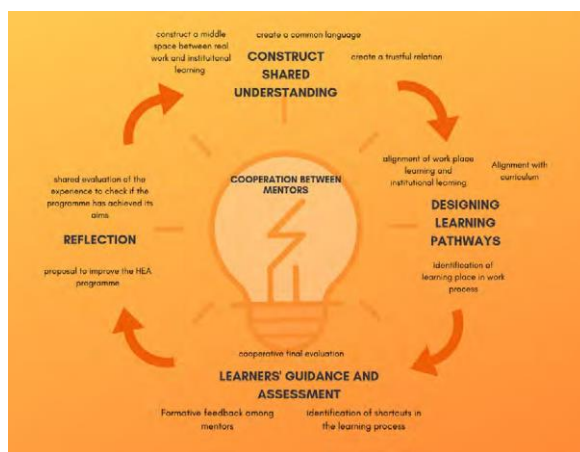 construct a middle
space between real
work and instituitonal
learning
create a common language
CONSTRUCT
SHARED
UNDERSTANDING
create a trustful relation
alignment of work place
learning and
institutional learning
Alignment with
curriculum
DESIGNING
LEARNING
PATHWAYS
Identification of
learning place in work
process
COOPERATION BETWEEN
MENTORS
shared evaluation of the
experience to check if the
programme has achieved its
aims
REFLECTION
proposal to improve the HEA
programme
cooperative final evaluation
LEARNERS' GUIDANCE AND
ASSESSMENT
Formative feedback among
mentors
Identification of shortcuts in
the learning process